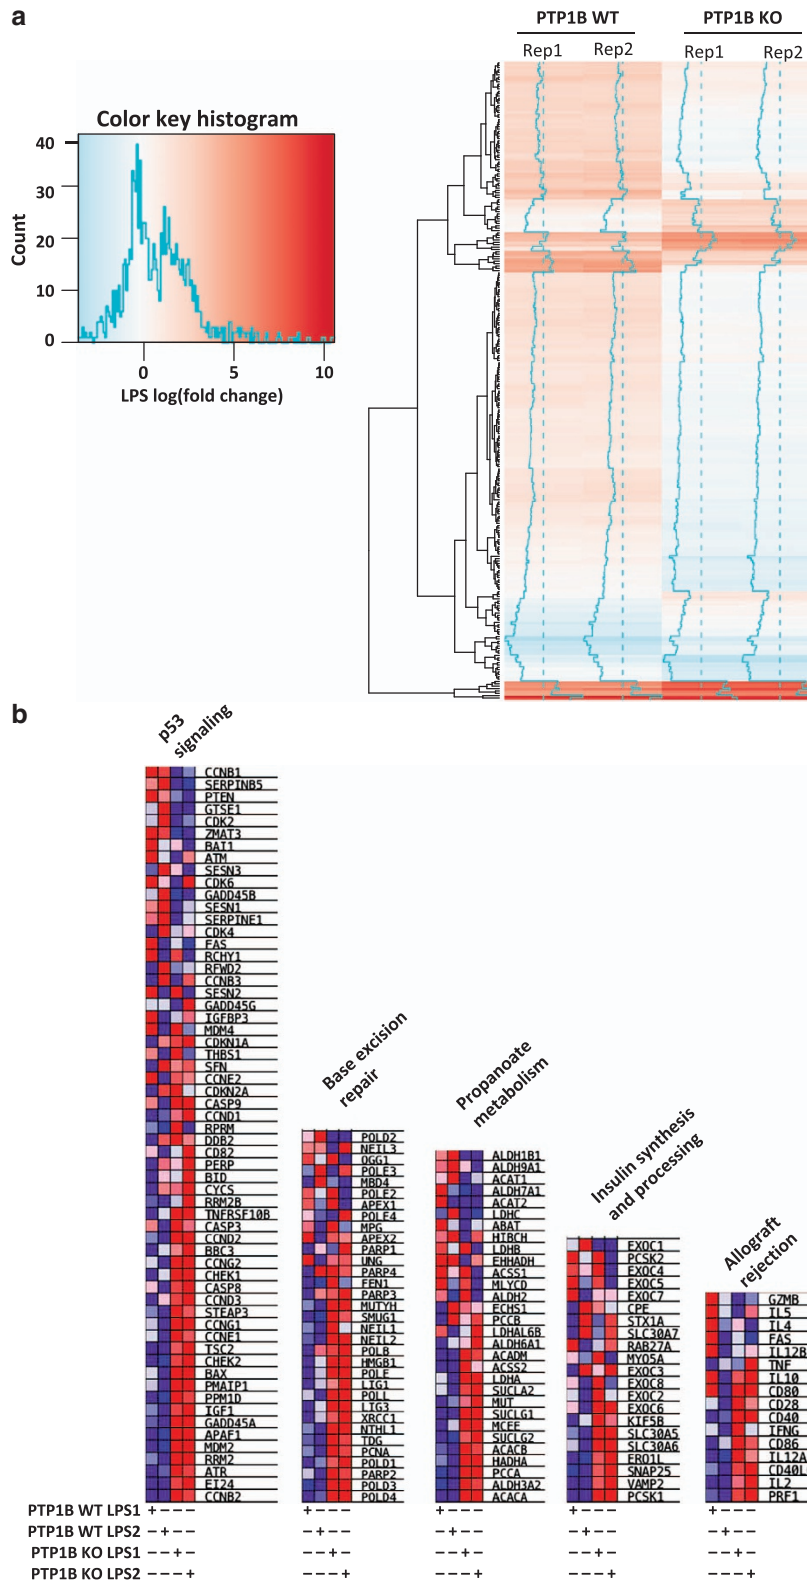 a
PTP1B WT
PTP1B KO
Rep1
Rep2
Rep1
Rep2
Color key histogram
40
30
20
10
0
Count
0
5
10
LPS log(fold change)
b
p53
signaling
CCNB1
SERPINB5
PTEN
GTSE1
CDK2
ZMAT3
BAI1
ATM
SESN3
CDK6
GADD45B
SESN1
SERPINE1
CDK4
FAS
RCHY1
RFWD2
CCNB3
SESN2
GADD45G
IGFBP3
MDM4
CDKN1A
THBS1
SFN
CCNE2
CDKN2A
CASP9
CCND1
RPRM
DDB2
CD82
PERP
BID
CYCS
RRM2B
TNFRSF10B
CASP3
CCND2
BBC3
CCNG2
CHEK1
CASP8
CCND3
STEAP3
CCNG1
CCNE1
TSC2
CHEK2
BAX
PMAIP1
PPM1D
IGF1
GADD45A
APAF1
MDM2
RRM2
ATR
EI24
CCNB2
Base excision
repair
POLD2
NEIL3
OGG1
POLE3
MBD4
POLE2
APEX1
POLE4
MPG
APEX2
PARP1
UNG
PARP4
FEN1
PARP3
MUTYH
SMUG1
NEIL1
NEIL2
POLB
HMGB1
POLE
LIG1
POLL
LIG3
XRCC1
NTHL1
TDG
PCNA
POLD1
PARP2
POLD3
POLD4
Propanoate
metabolism
ALDH1B1
ALDH9A1
ACAT1
ALDH7A1
ACAT2
LDHC
ABAT
HIBCH
LDHB
EHHADH
ACSS1
MLYCD
ALDH2
ECHS1
PCCB
LDHAL6B
ALDH6A1
ACADM
ACSS2
LDHA
SUCLA2
MUT
SUCLG1
MCEE
SUCLG2
ACACB
HADHA
PCCA
ALDH3A2
ACACA
Insulin synthesis
and processing
EXOC1
PCSK2
EXOC4
EXOC5
EXOC7
CPE
STX1A
SLC30A7
RAB27A
MYO5A
EXOC3
EXOC8
EXOC2
EXOC6
KIF5B
SLC30A5
SLC30A6
ERO1L
SNAP25
VAMP2
PCSK1
Allograft
rejection
GZMB
IL5
IL4
FAS
IL12B
TNF
IL10
CD80
CD28
CD40
IFNG
CD86
IL12A
CD40L
IL2
PRF1
PTP1B WT LPS1 +––– +––– +––– +––– +–––
PTP1B WT LPS2 –+–– –+–– –+–– –+–– –+––
PTP1B KO LPS1 ––+– ––+– ––+– ––+– ––+–
PTP1B KO LPS2 –––+ –––+ –––+ –––+ –––+